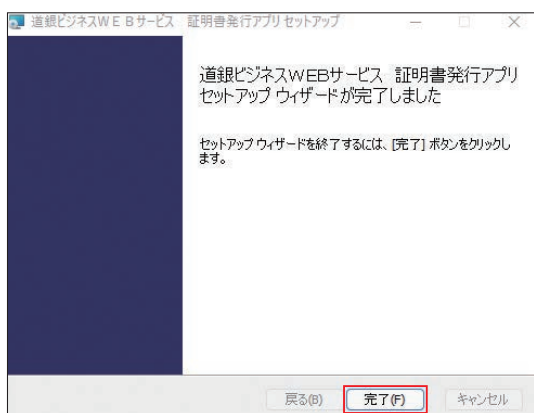 道銀ビジネスWEBサービス 証明書発行アプリ セットアップ
道銀ビジネスWEBサービス 証明書発行アプリ
セットアップ ウィザードが完了しました
セットアップ ウィザードを終了するには、[完了] ボタンをクリックし
ます。
戻る(B) 完了(F) キャンセル